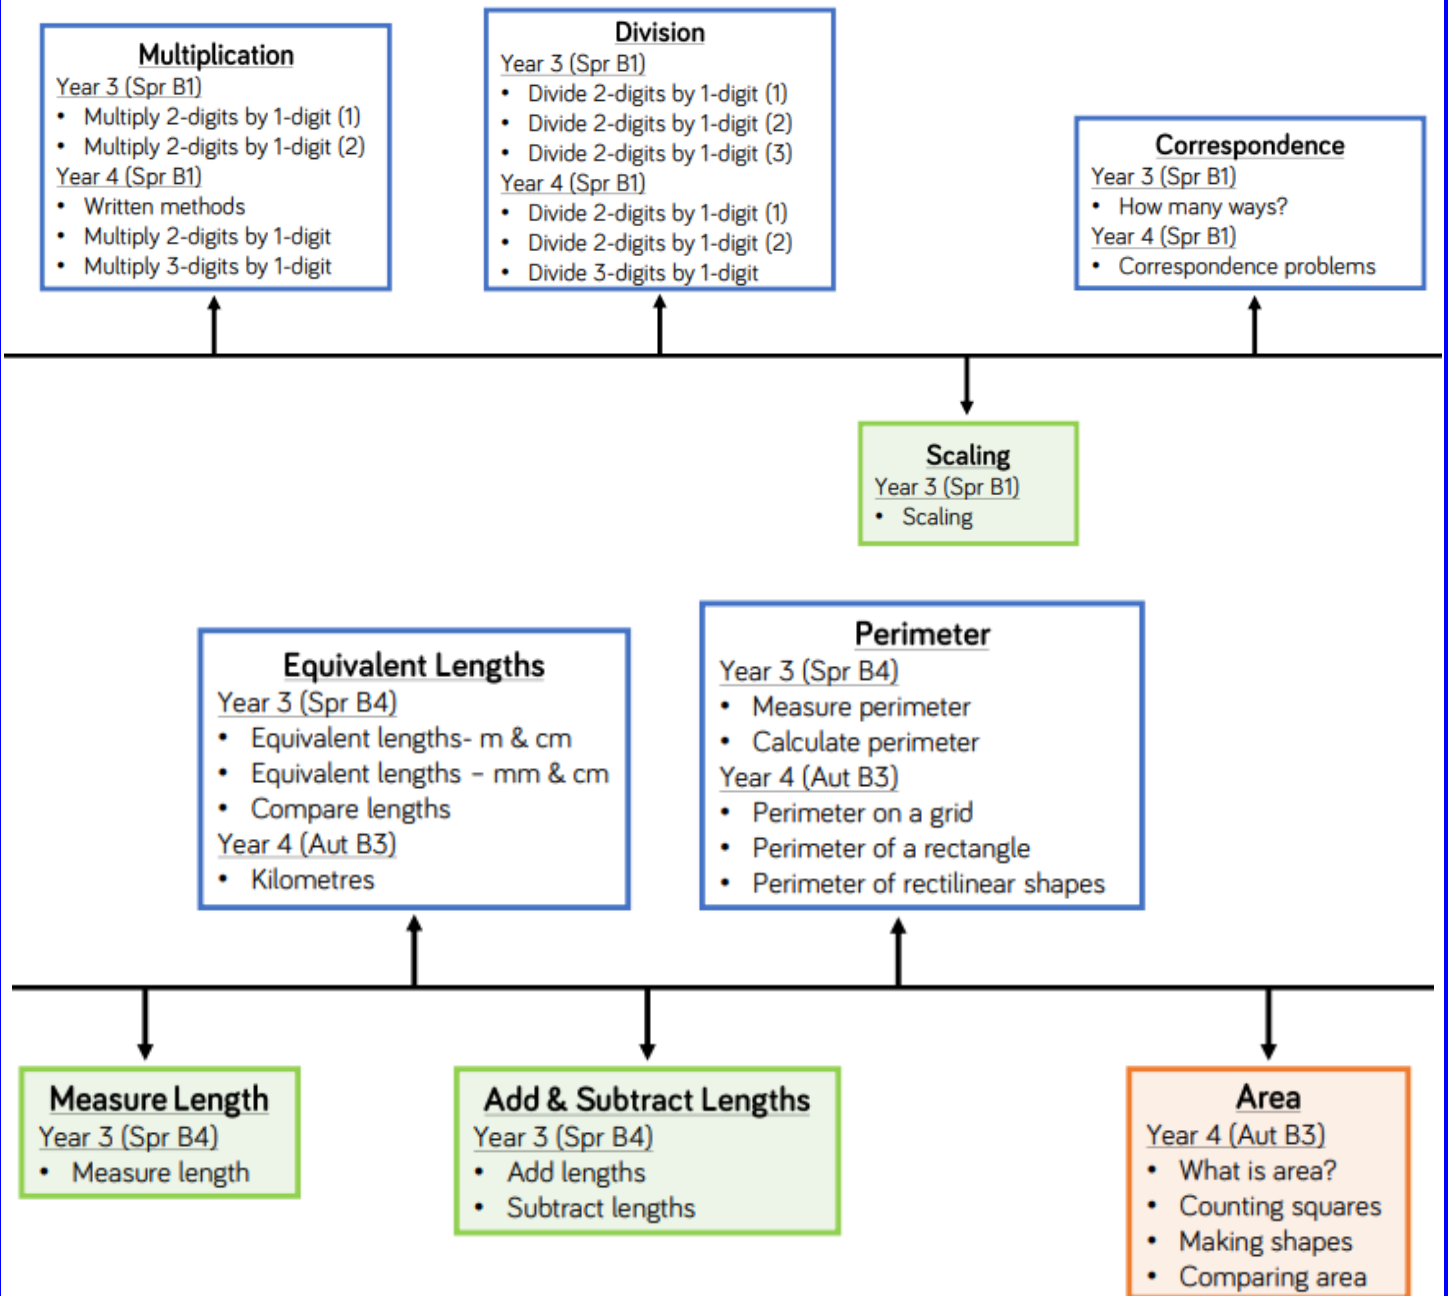 Multiplication
Year 3 (Spr B1)
• Multiply 2-digits by 1-digit (1)
• Multiply 2-digits by 1-digit (2)
Year 4 (Spr B1)
• Written methods
• Multiply 2-digits by 1-digit
• Multiply 3-digits by 1-digit
Division
Year 3 (Spr B1)
• Divide 2-digits by 1-digit (1)
• Divide 2-digits by 1-digit (2)
• Divide 2-digits by 1-digit (3)
Year 4 (Spr B1)
• Divide 2-digits by 1-digit (1)
• Divide 2-digits by 1-digit (2)
• Divide 3-digits by 1-digit
Correspondence
Year 3 (Spr B1)
• How many ways?
Year 4 (Spr B1)
• Correspondence problems
Scaling
Year 3 (Spr B1)
• Scaling
Equivalent Lengths
Year 3 (Spr B4)
• Equivalent lengths- m & cm
• Equivalent lengths – mm & cm
• Compare lengths
Year 4 (Aut B3)
• Kilometres
Perimeter
Year 3 (Spr B4)
• Measure perimeter
• Calculate perimeter
Year 4 (Aut B3)
• Perimeter on a grid
• Perimeter of a rectangle
• Perimeter of rectilinear shapes
Measure Length
Year 3 (Spr B4)
• Measure length
Add & Subtract Lengths
Year 3 (Spr B4)
• Add lengths
• Subtract lengths
Area
Year 4 (Aut B3)
• What is area?
• Counting squares
• Making shapes
• Comparing area